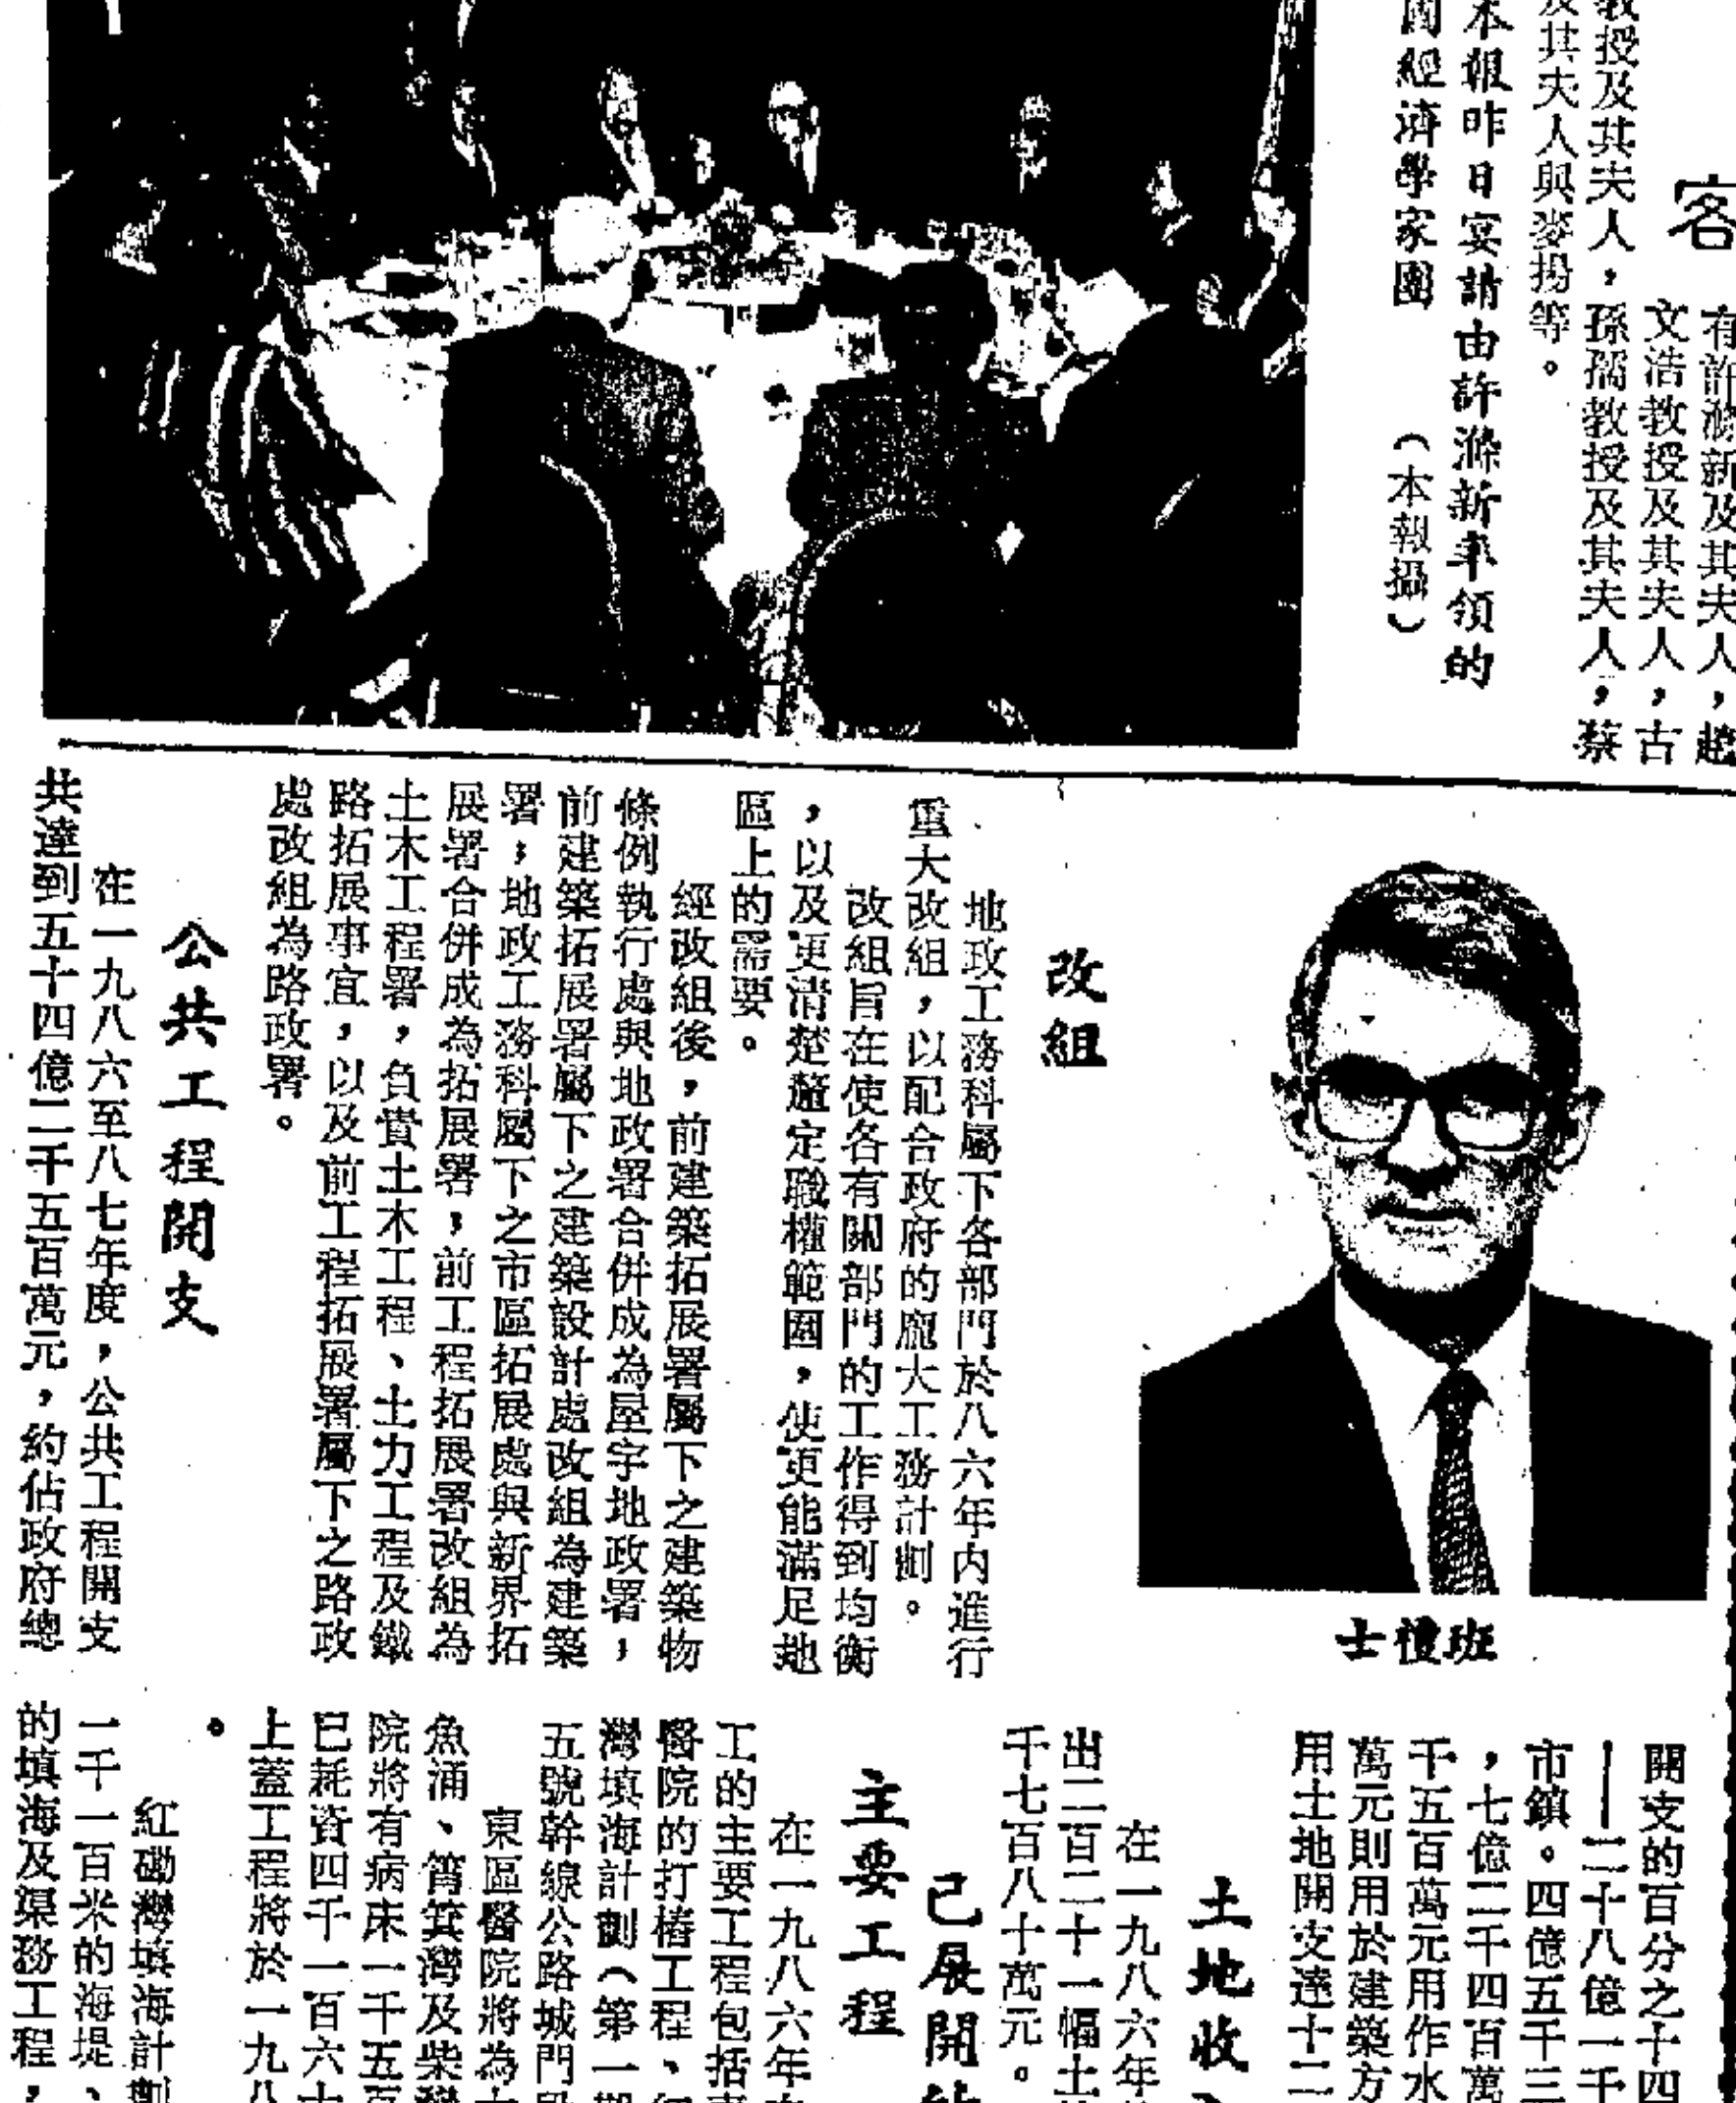 客
有許滌新及其夫人，趙
文浩教授及其夫人，古
教授及其夫人，孫孺教授及其夫人，蔡
及其夫人與麥揚等。
本報昨日宴請由許滌新率領的
國經濟學家團　（本報攝）
班禮士
改組
地政工務科屬下各部門於八六年內進行
重大改組，以配合政府的龐大工務計劃。
改組旨在使各有關部門的工作得到均衡
，以及更清楚釐定職權範圍，使更能滿足地
區上的需要。
經改組後，前建築拓展署屬下之建築物
條例執行處與地政署合併成為屋宇地政署，
前建築拓展署屬下之建築設計處改組為建築
署，地政工務科屬下之市區拓展處與新界拓
展署合併成為拓展署，前工程拓展署改組為
土木工程署，負責土木工程、土力工程及鐵
路拓展事宜，以及前工程拓展署屬下之路政
處改組為路政署。
公共工程開支
在一九八六至八七年度，公共工程開支
共達到五十四億二千五百萬元，約佔政府總
開支的百分之十四
——二十八億一千
市鎮。四億五千三
，七億三千四百萬
千五百萬元用作水
萬元則用於建築方
用土地開支達十二
土地收
在一九八六年
出二百二十一幅土
千七百八十萬元。
已展開
主要工程
在一九八六年
工的主要工程包括
醫院的打樁工程、
灣填海計劃（第一期
五號幹線公路城門
東區醫院將為
魚涌、筲箕灣及柴
院將有病床一千五百
已耗資四千一百六十
上蓋工程將於一九八
。
紅磡灣填海計劃
一千一百米的海堤、
的填海及渠務工程，